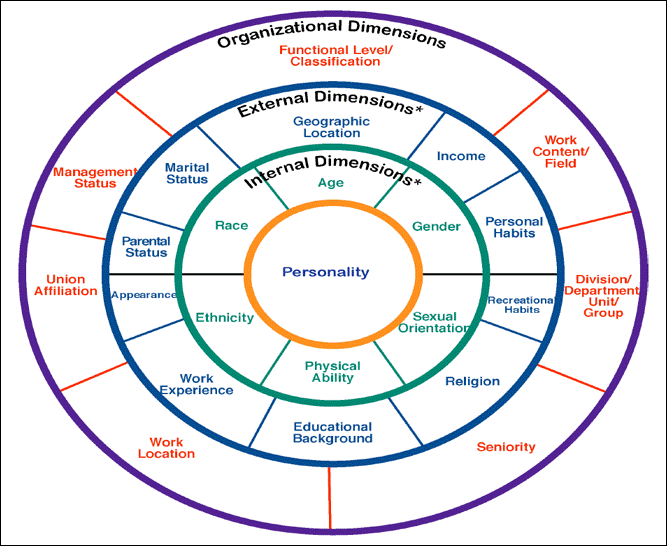 Organizational Dimensions
Functional Level/
Classification
External Dimensions*
Geographic
Location
Income
Work
Content/
Field
Marital
Status
Management
Status
Internal Dimensions*
Age
Race
Gender
Personal
Habits
Parental
Status
Personality
Union
Affiliation
Appearance
Recreational
Habits
Division/
Department
Unit/
Group
Ethnicity
Sexual
Orientation
Physical
Ability
Work
Experience
Religion
Educational
Background
Work
Location
Seniority